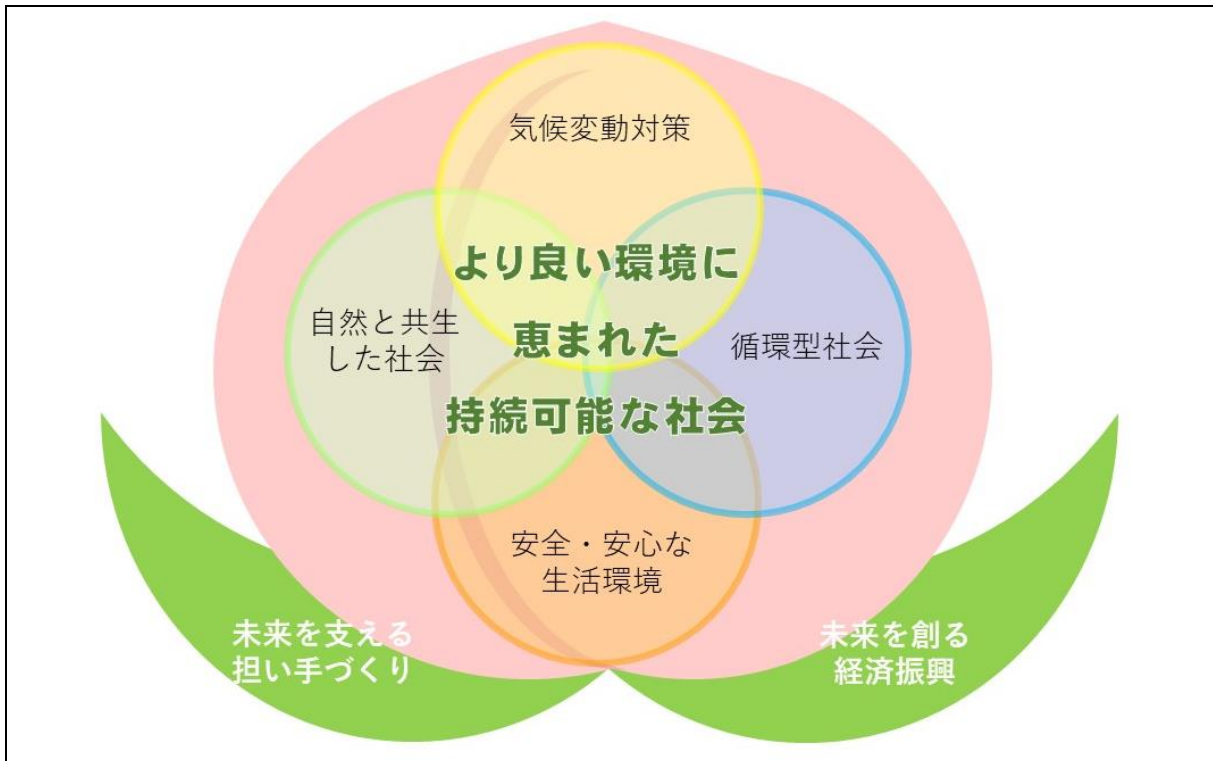 気候変動対策
より良い環境に
恵まれた
持続可能な社会
自然と共生
した社会
循環型社会
安全・安心な
生活環境
未来を支える
担い手づくり
未来を創る
経済振興